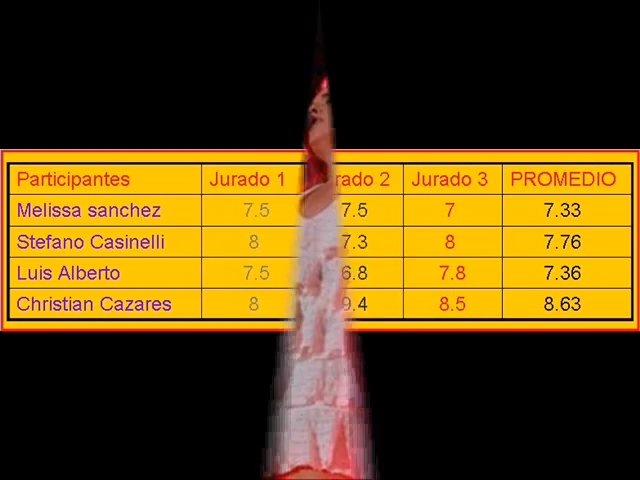 Participantes Jurado 1 rado 2 Jurado 3 PROMEDIO
Melissa sanchez 7.5 7.5 7 7.33
Stefano Casinelli 8 7.3 8 7.76
Luis Alberto 7.5 6.8 7.8 7.36
Christian Cazares 8 9.4 8.5 8.63